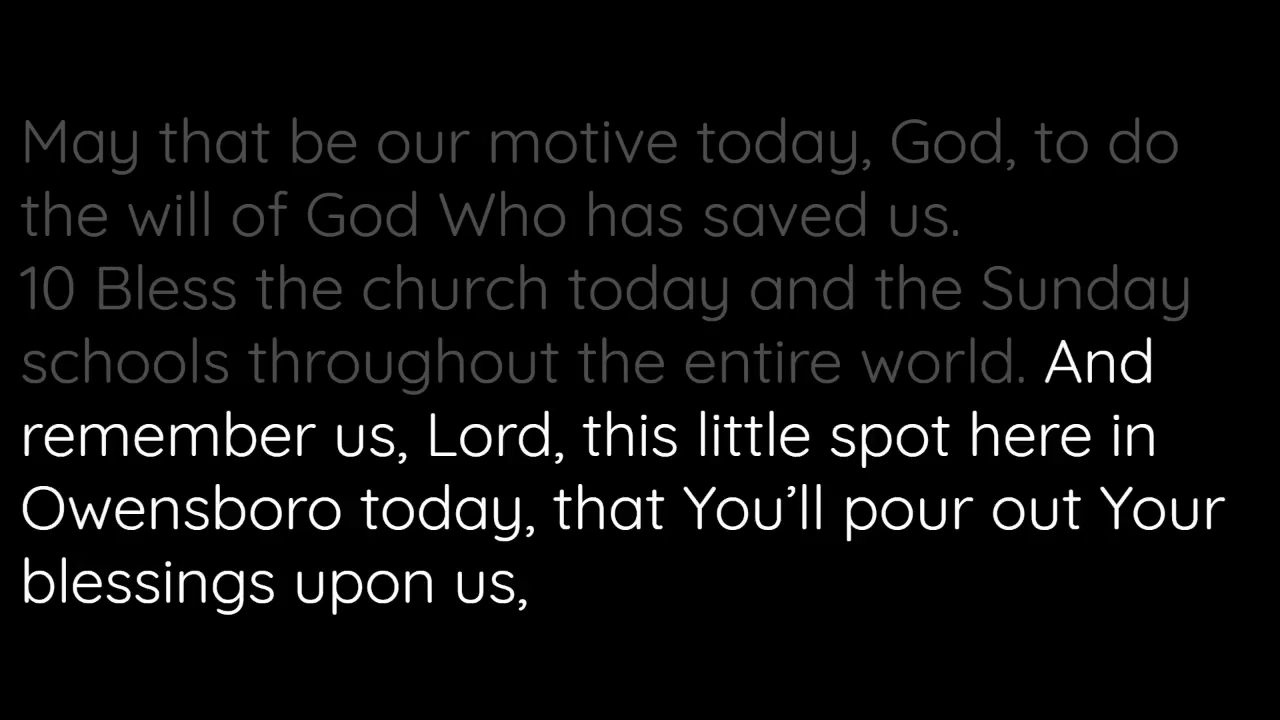 May that be our motive today, God, to do
the will of God Who has saved us.
10 Bless the church today and the Sunday
schools throughout the entire world. And
remember us, Lord, this little spot here in
Owensboro today, that You’ll pour out Your
blessings upon us,